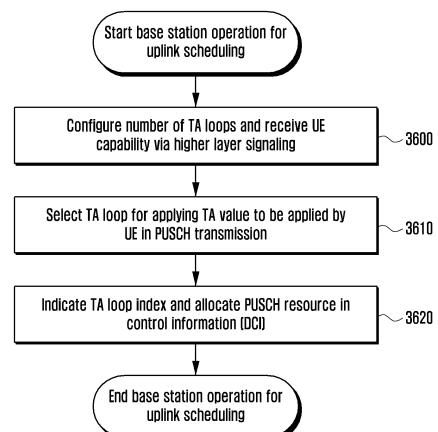 Start base station operation for
uplink scheduling
Configure number of TA loops and receive UE
capability via higher layer signaling
3600
Select TA loop for applying TA value to be applied by
UE in PUSCH transmission
3610
Indicate TA loop index and allocate PUSCH resource in
control information (DCI)
3620
End base station operation for
uplink scheduling